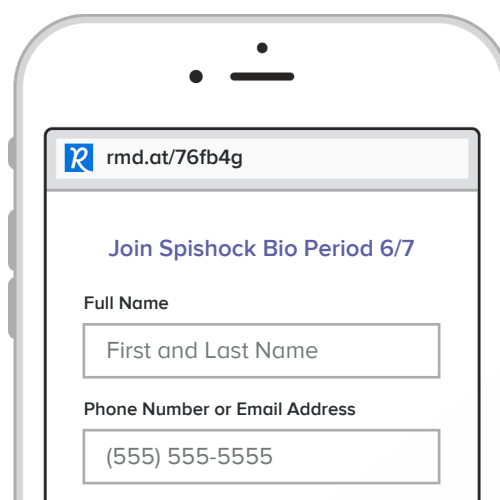 rmd.at/76fb4g
Join Spishock Bio Period 6/7
Full Name
First and Last Name
Phone Number or Email Address
(555) 555-5555